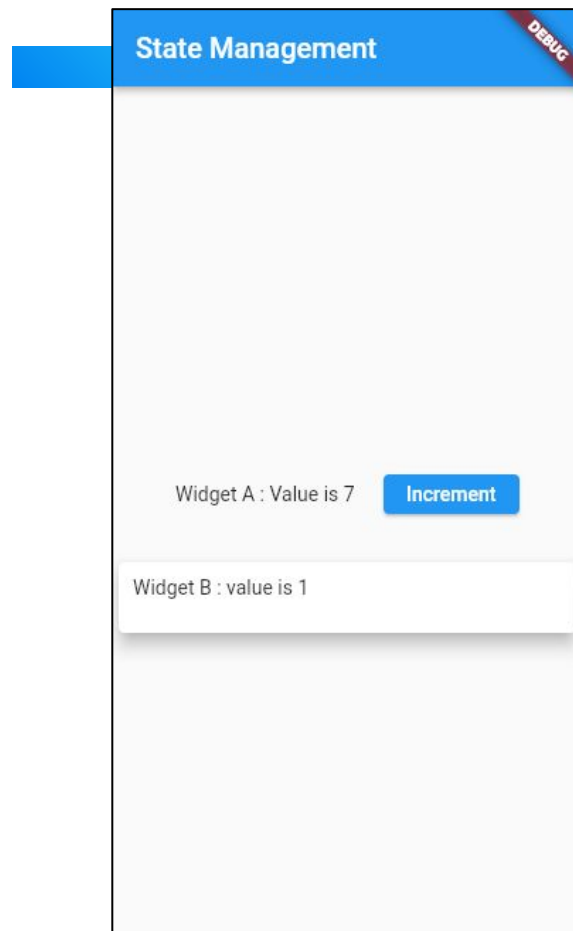 State Management
DEBUG
Widget A : Value is 7
Increment
Widget B : value is 1